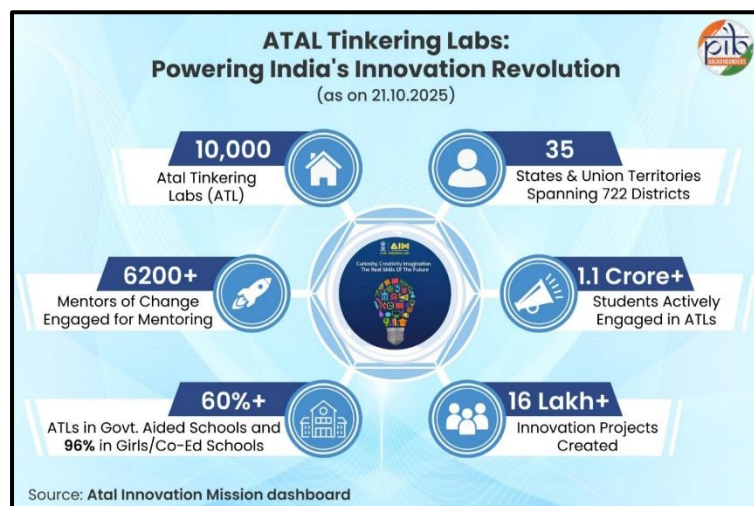 ATAL Tinkering Labs:
Powering India's Innovation Revolution
(as on 21.10.2025)
pib
BACKGROUNDERS
10,000
Atal Tinkering
Labs (ATL)
35
States & Union Territories
Spanning 722 Districts
AIM
Curiosity, Creativity Imagination.
The Real Skills Of The Future
6200+
Mentors of Change
Engaged for Mentoring
1.1 Crore+
Students Actively
Engaged in ATLs
60%+
ATLs in Govt. Aided Schools and
96% in Girls/Co-Ed Schools
16 Lakh+
Innovation Projects
Created
Source: Atal Innovation Mission dashboard